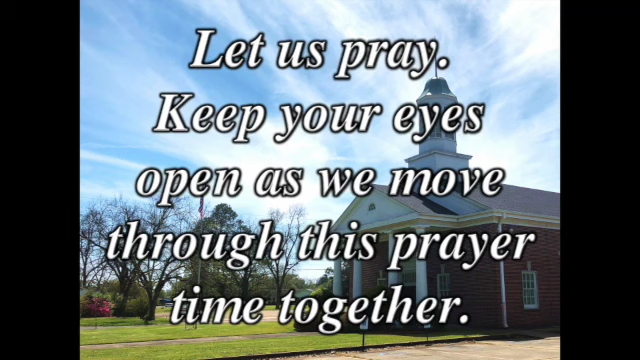 Let us pray.
Keep your eyes
open as we move
through this prayer
time together.